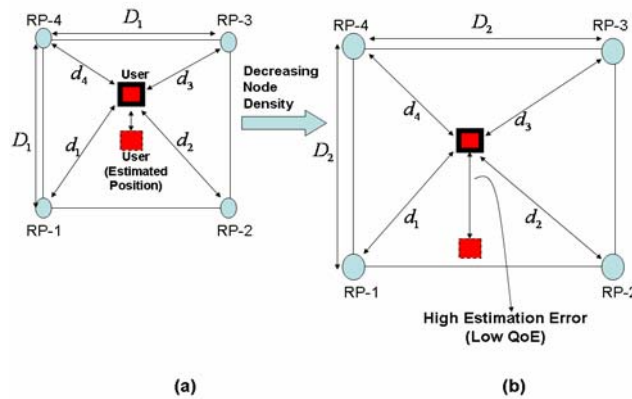 RP-4
D1
RP-3
User
d4
d3
D1
d1
d2
User
(Estimated
Position)
RP-1
RP-2
(a)
Decreasing
Node
Density
RP-4
D2
RP-3
d4
d3
D2
d1
d2
RP-1
RP-2
High Estimation Error
(Low QoE)
(b)